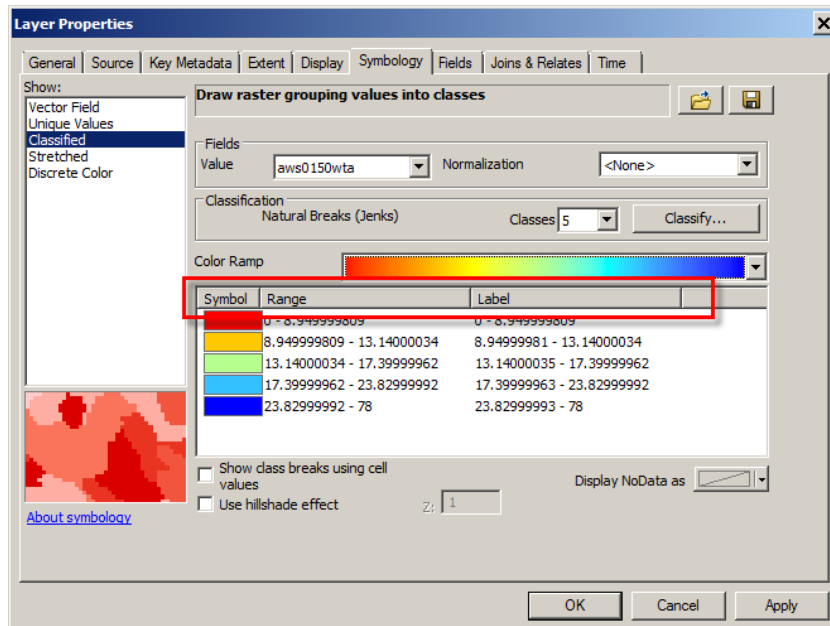 Layer Properties
General Source Key Metadata Extent Display Symbology Fields Joins & Relates Time
Show:
Vector Field
Unique Values
Classified
Stretched
Discrete Color
About symbology
Draw raster grouping values into classes
Fields
Value aws0150wta Normalization <None>
Classification
Natural Breaks (Jenks) Classes 5 Classify...
Color Ramp
Symbol Range Label
0 - 8.949999809 0 - 8.949999809
8.949999809 - 13.14000034 8.94999981 - 13.14000034
13.14000034 - 17.39999962 13.14000035 - 17.39999962
17.39999962 - 23.82999992 17.39999963 - 23.82999992
23.82999992 - 78 23.82999993 - 78
Show class breaks using cell
values
Display NoData as
Use hillshade effect Z: 1
OK Cancel Apply